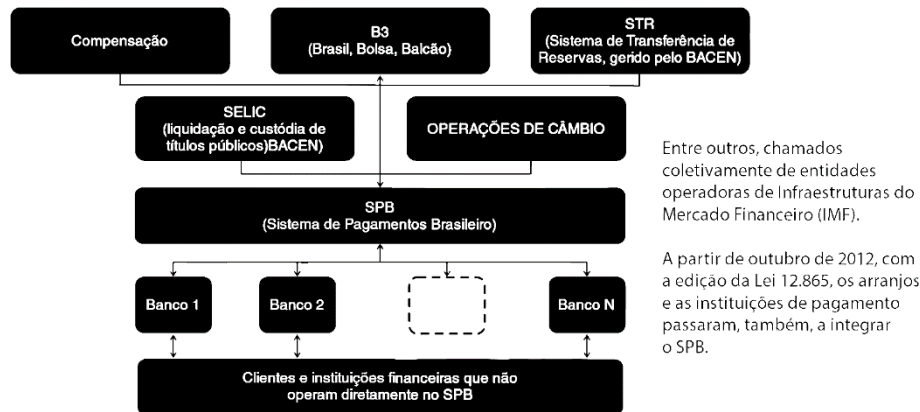 Compensação
B3
(Brasil, Bolsa, Balcão)
STR
(Sistema de Transferência de
Reservas, gerido pelo BACEN)
SELIC
(liquidação e custódia de
títulos públicos)BACEN)
OPERAÇÕES DE CÂMBIO
SPB
(Sistema de Pagamentos Brasileiro)
Banco 1
Banco 2
Banco N
Clientes e instituições financeiras que não
operam diretamente no SPB
Entre outros, chamados
coletivamente de entidades
operadoras de Infraestruturas do
Mercado Financeiro (IMF).
A partir de outubro de 2012, com
a edição da Lei 12.865, os arranjos
e as instituições de pagamento
passaram, também, a integrar
o SPB.